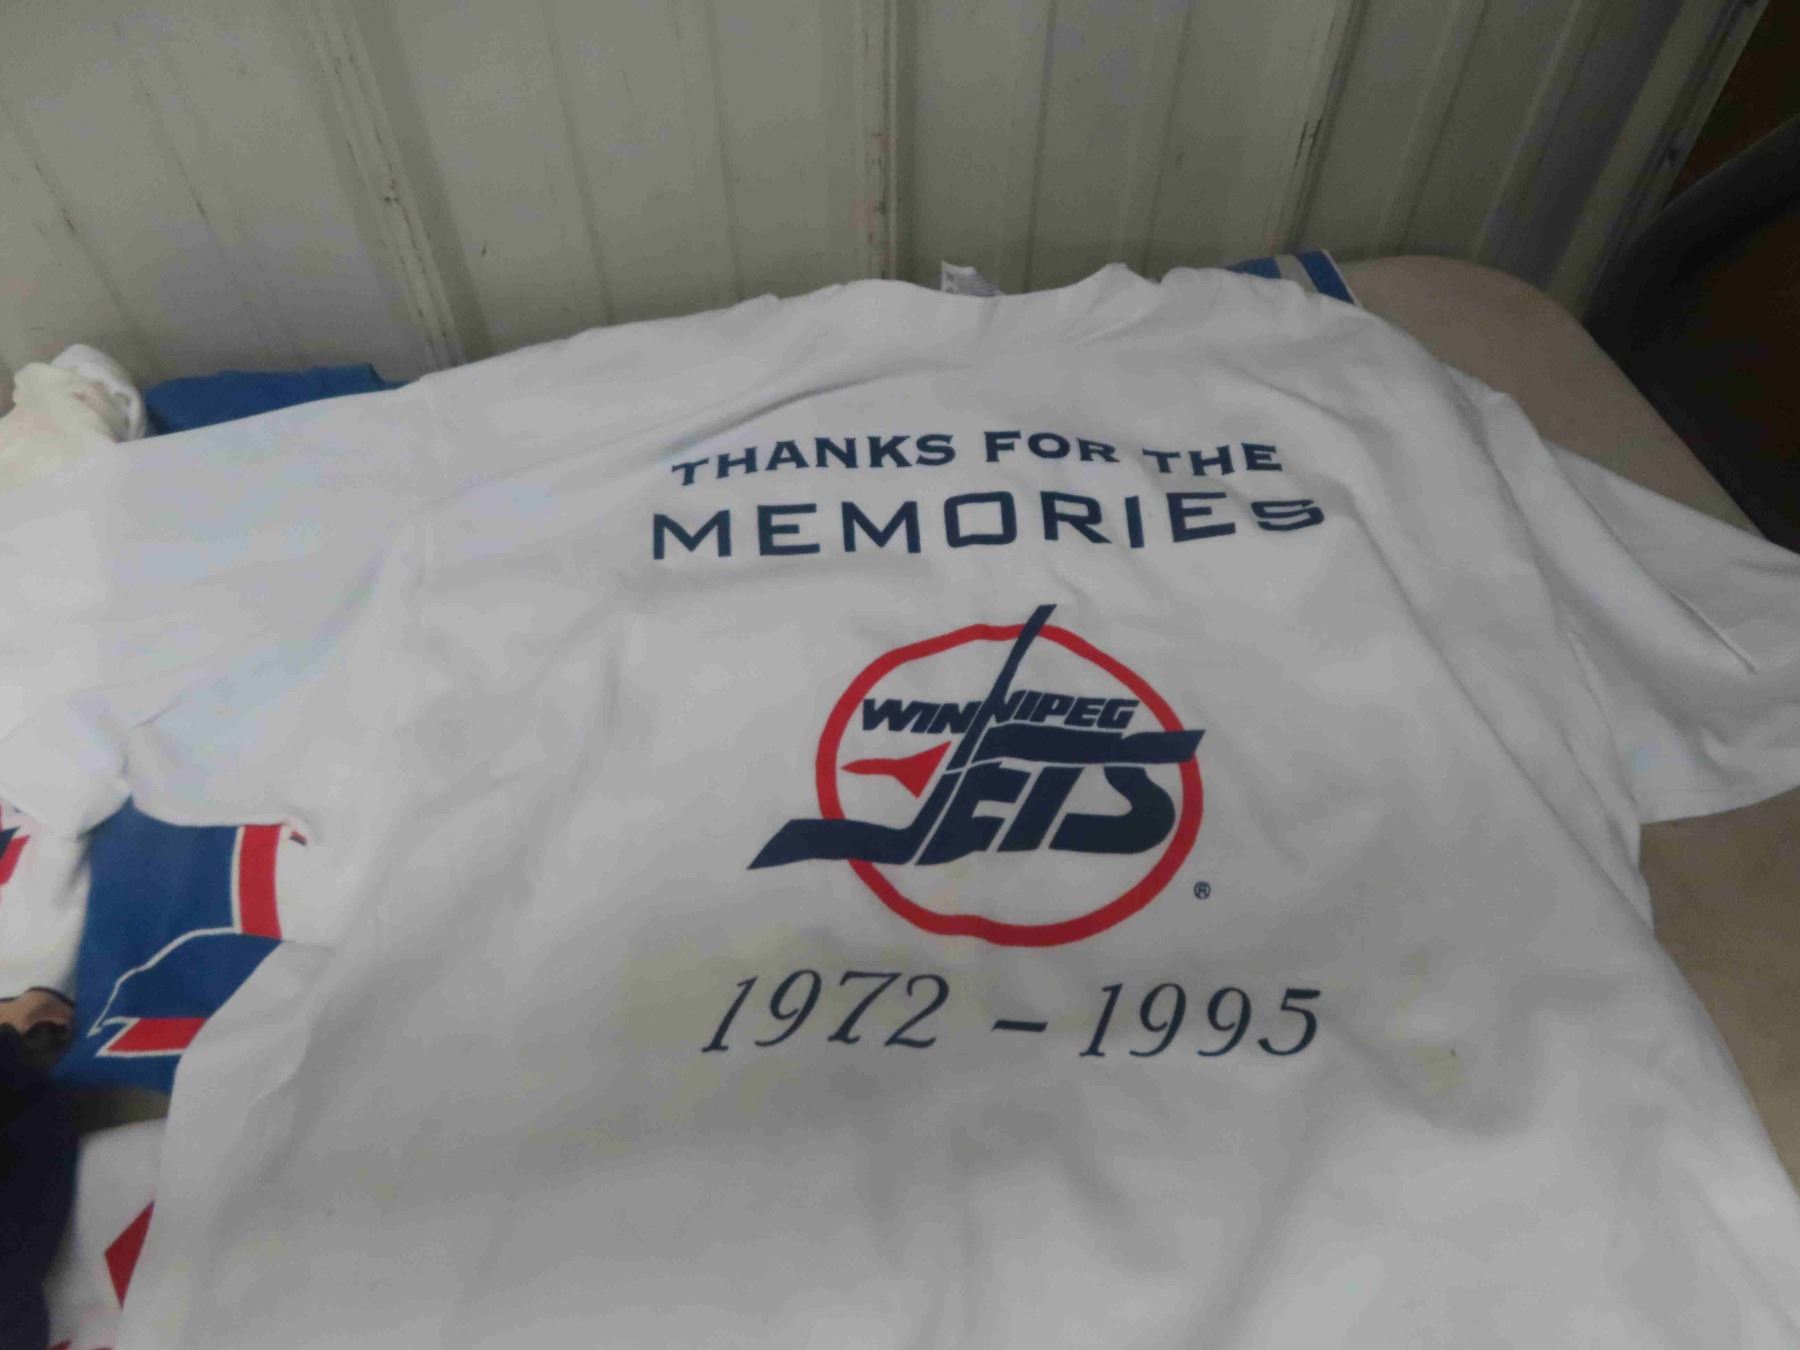 THANKS FOR THE
MEMORIES
WINNIPEG
JETS
®
1972 - 1995